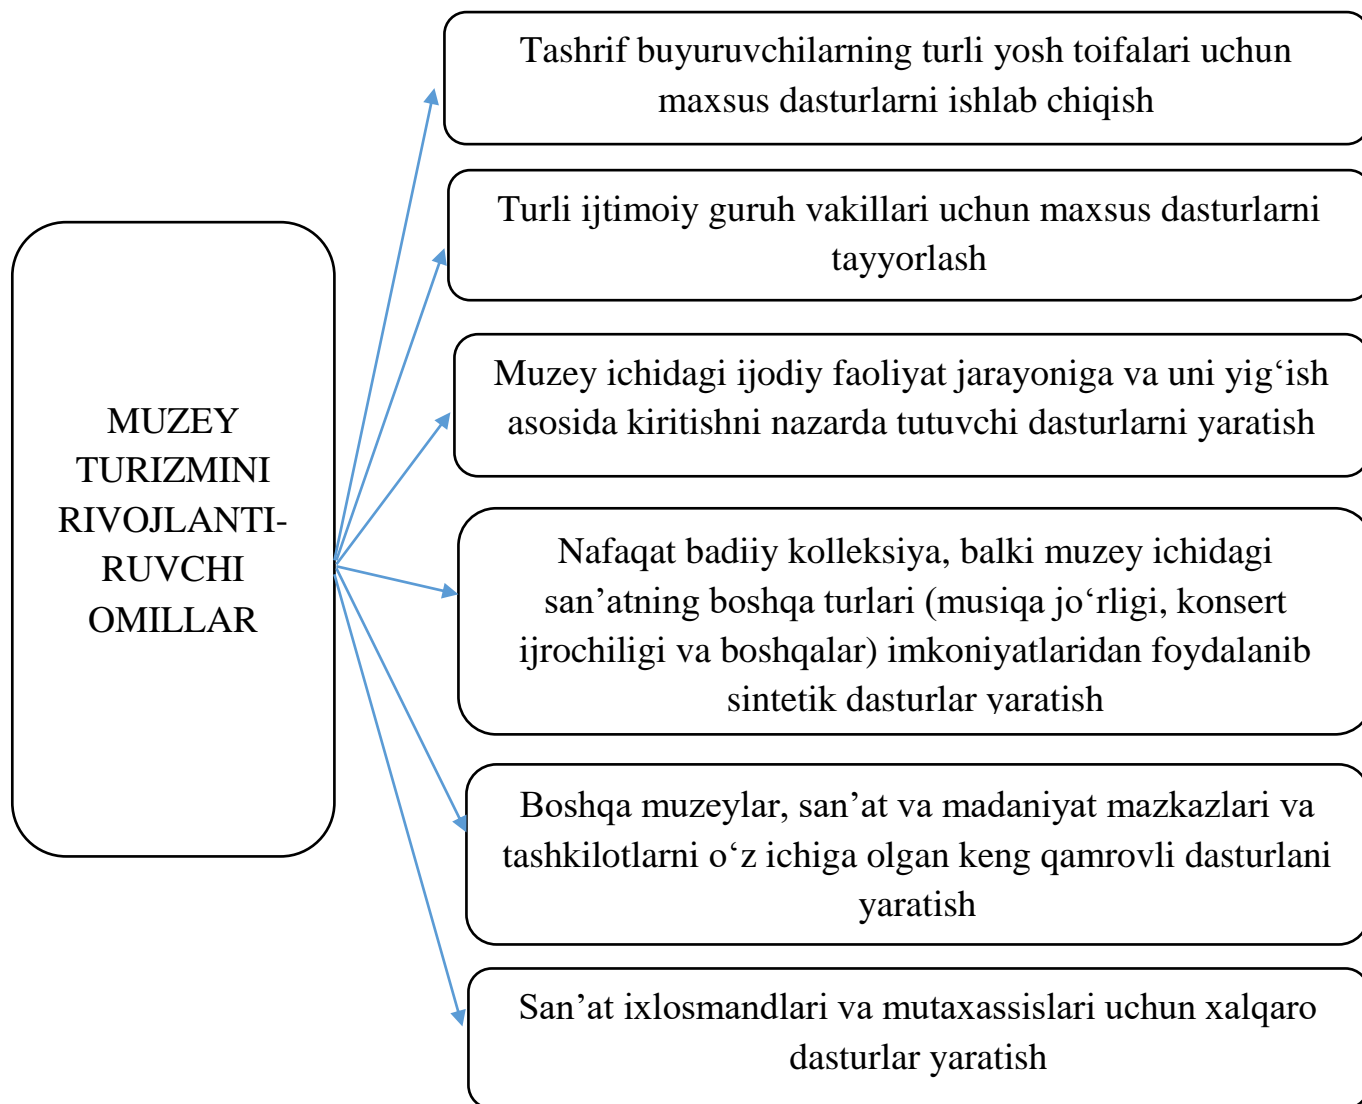 MUZEY
TURIZMINI
RIVOJLANTI-
RUVCHI
OMILLAR
Tashrif buyuruvchilarning turli yosh toifalari uchun
maxsus dasturlarni ishlab chiqish
Turli ijtimoiy guruh vakillari uchun maxsus dasturlarni
tayyorlash
Muzey ichidagi ijodiy faoliyat jarayoniga va uni yig‘ish
asosida kiritishni nazarda tutuvchi dasturlarni yaratish
Nafaqat badiiy kolleksiya, balki muzey ichidagi
san’atning boshqa turlari (musiqa jo‘rligi, konsert
ijrochiligi va boshqalar) imkoniyatlaridan foydalanib
sintetik dasturlar yaratish
Boshqa muzeylar, san’at va madaniyat mazkazlari va
tashkilotlarni o‘z ichiga olgan keng qamrovli dasturlani
yaratish
San’at ixlosmandlari va mutaxassislari uchun xalqaro
dasturlar yaratish